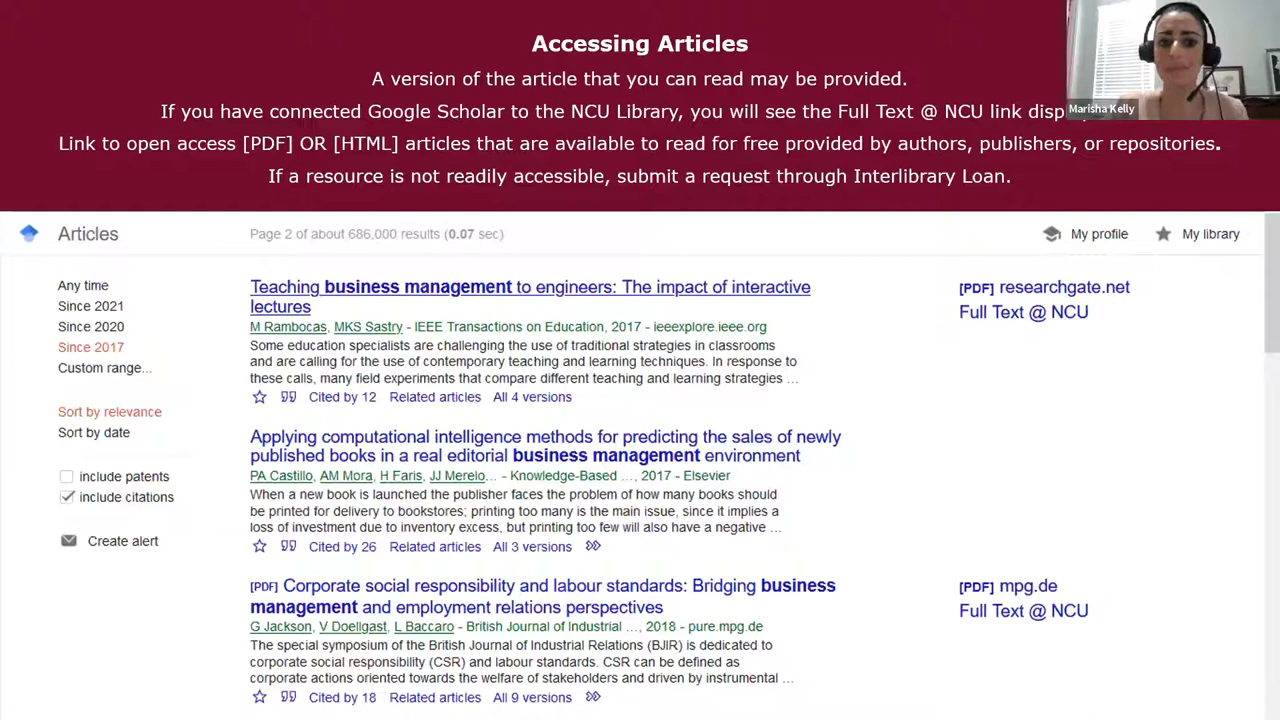 Accessing Articles
A version of the article that you can read may be provided.
If you have connected Google Scholar to the NCU Library, you will see the Full Text @ NCU link
Marisha Kelly
Link to open access [PDF] OR [HTML] articles that are available to read for free provided by authors, publishers, or repositories.
If a resource is not readily accessible, submit a request through Interlibrary Loan.
Articles
Page 2 of about 686,000 results (0.07 sec)
My profile
My library
Any time
Since 2021
Since 2020
Since 2017
Custom range...
Sort by relevance
Sort by date
include patents
include citations
Create alert
Teaching business management to engineers: The impact of interactive
lectures
M Rambocas, MKS Sastry - IEEE Transactions on Education, 2017 - ieeexplore.ieee.org
Some education specialists are challenging the use of traditional strategies in classrooms
and are calling for the use of contemporary teaching and learning techniques. In response to
these calls, many field experiments that compare different teaching and learning strategies ...
Cited by 12 Related articles All 4 versions
[PDF] researchgate.net
Full Text @ NCU
Applying computational intelligence methods for predicting the sales of newly
published books in a real editorial business management environment
PA Castillo, AM Mora, H Faris, JJ Merelo... - Knowledge-Based ..., 2017 - Elsevier
When a new book is launched the publisher faces the problem of how many books should
be printed for delivery to bookstores; printing too many is the main issue, since it implies a
loss of investment due to inventory excess, but printing too few will also have a negative ...
Cited by 26 Related articles All 3 versions
[PDF] Corporate social responsibility and labour standards: Bridging business
management and employment relations perspectives
G Jackson, V Doellgast, L Baccaro - British Journal of Industrial ..., 2018 - pure.mpg.de
The special symposium of the British Journal of Industrial Relations (BJIR) is dedicated to
corporate social responsibility (CSR) and labour standards. CSR can be defined as
corporate actions oriented towards the welfare of stakeholders and driven by instrumental ...
Cited by 18 Related articles All 9 versions
[PDF] mpg.de
Full Text @ NCU